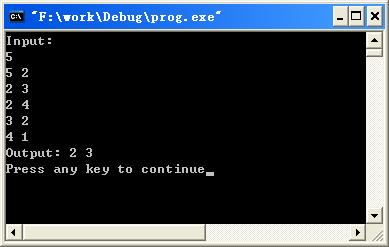 "F:\work\Debug\prog.exe"
Input:
5
5 2
2 3
2 4
3 2
4 1
Output: 2 3
Press any key to continue_